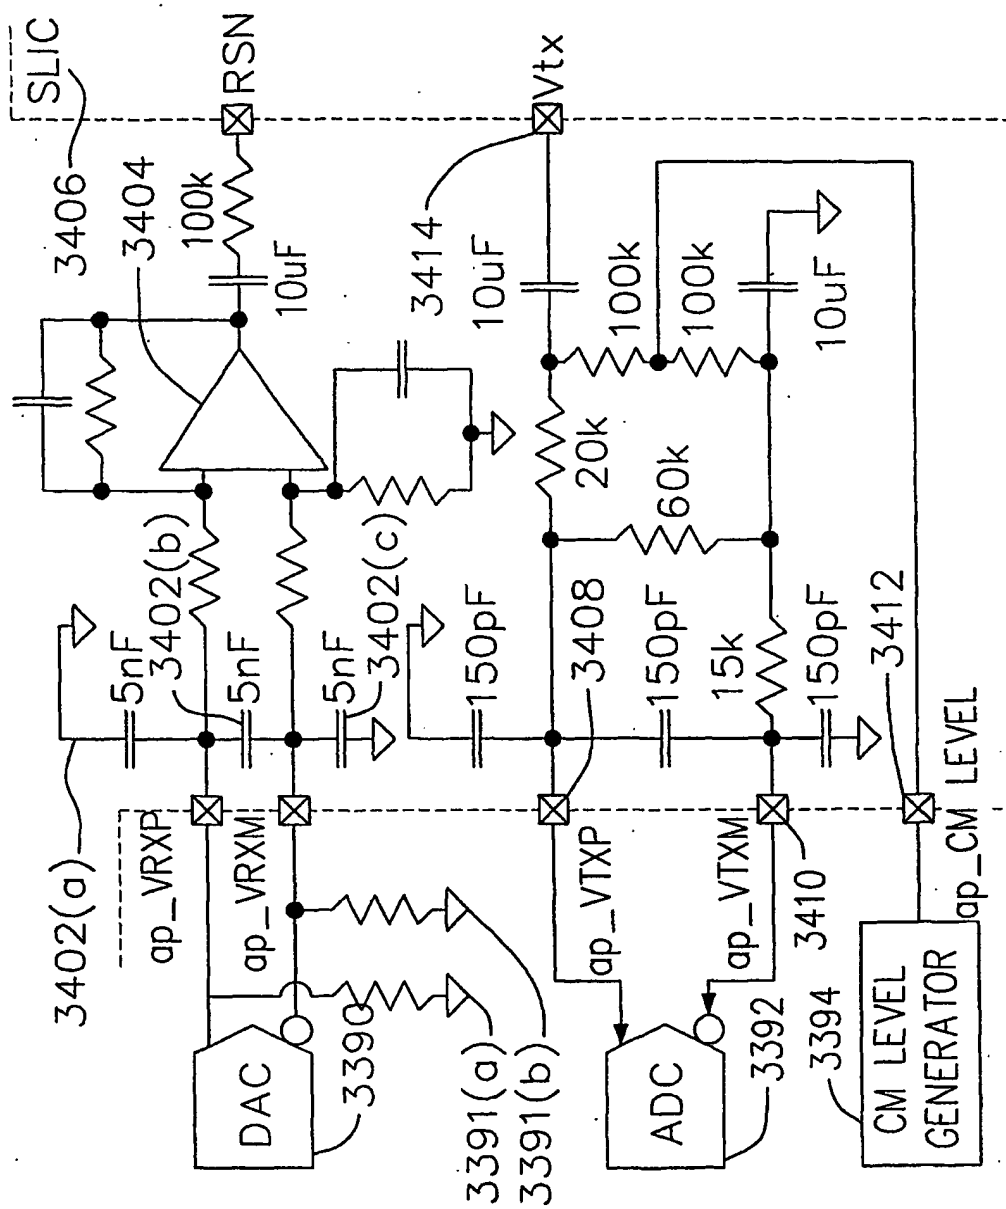 SLIC
3406
RSN
3404
100k
10uF
3402(a)
5nF
3402(b)
5nF
5nF
3402(c)
ap_VRXP
ap_VRXM
DAC
3390
3391(a)
3391(b)
Vtx
3414
10uF
100k
100k
10uF
20k
60k
150pF
150pF
15k
150pF
3408
ap_VTXP
ap_VTXM
3410
ADC
3392
3412
ap_CM LEVEL
3394
CM LEVEL
GENERATOR